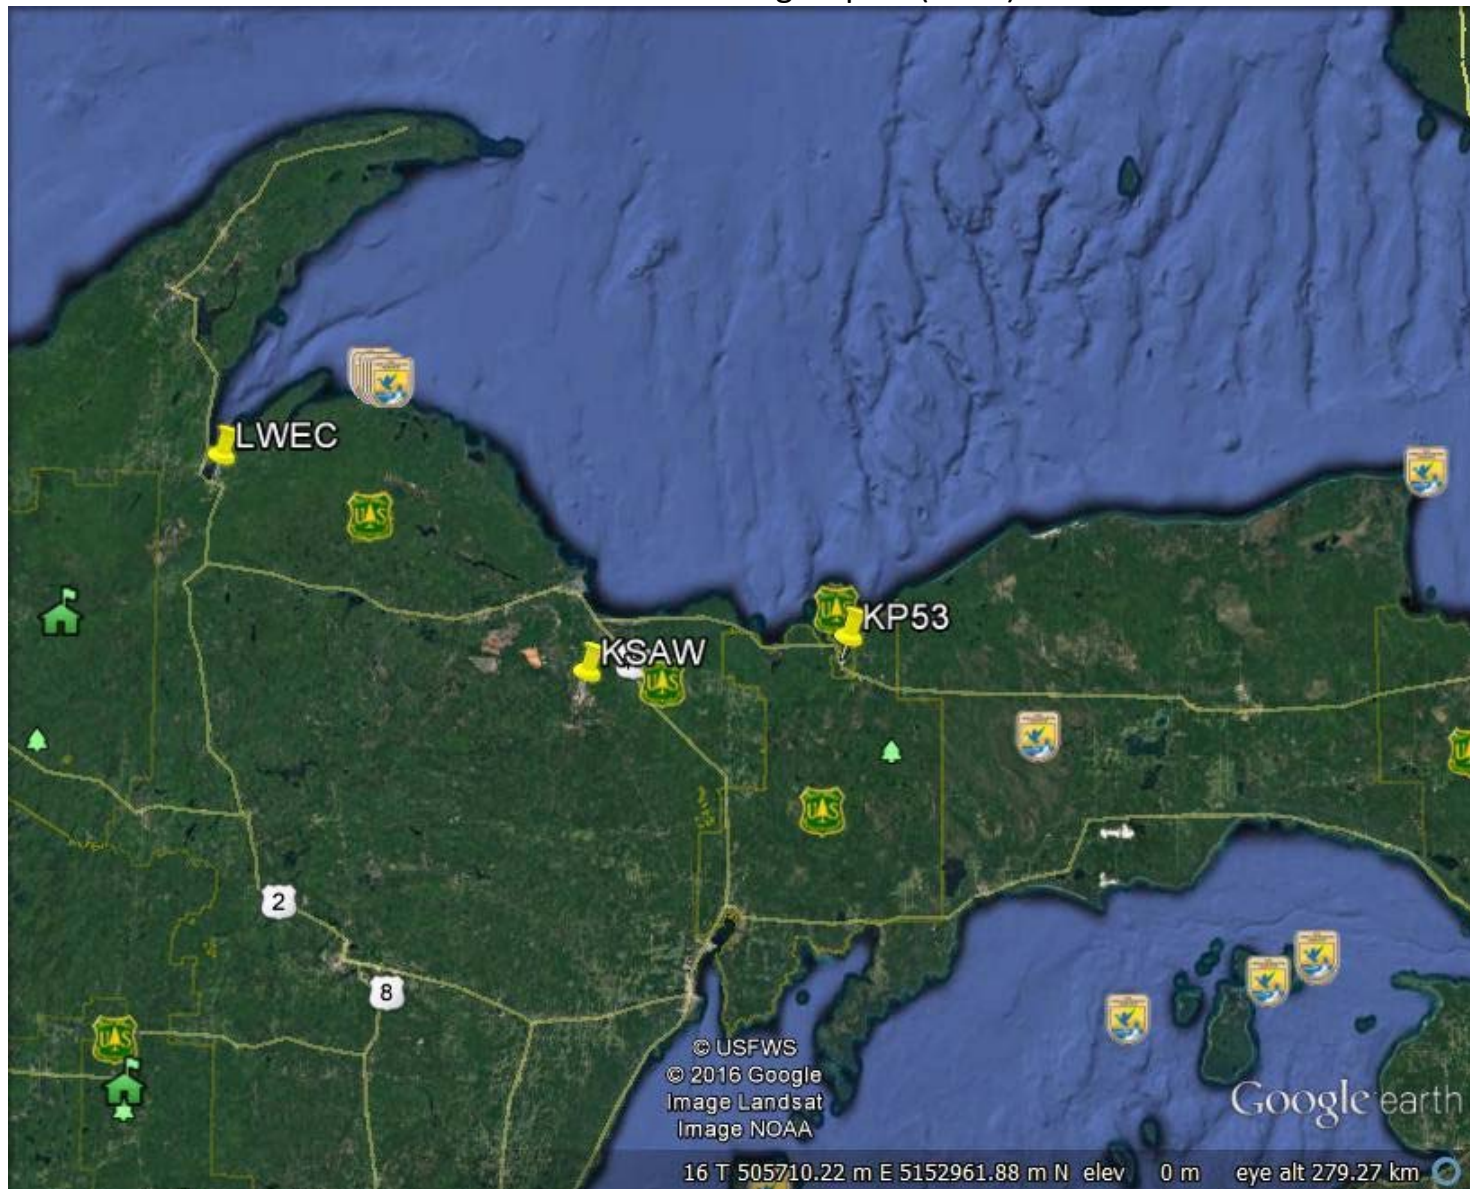 LWEC
KP53
KSAW
2
8
© USFWS
© 2016 Google
Image Landsat
Image NOAA
Google earth
16 T 505710.22 m E 5152961.88 m N elev 0 m eye alt 279.27 km